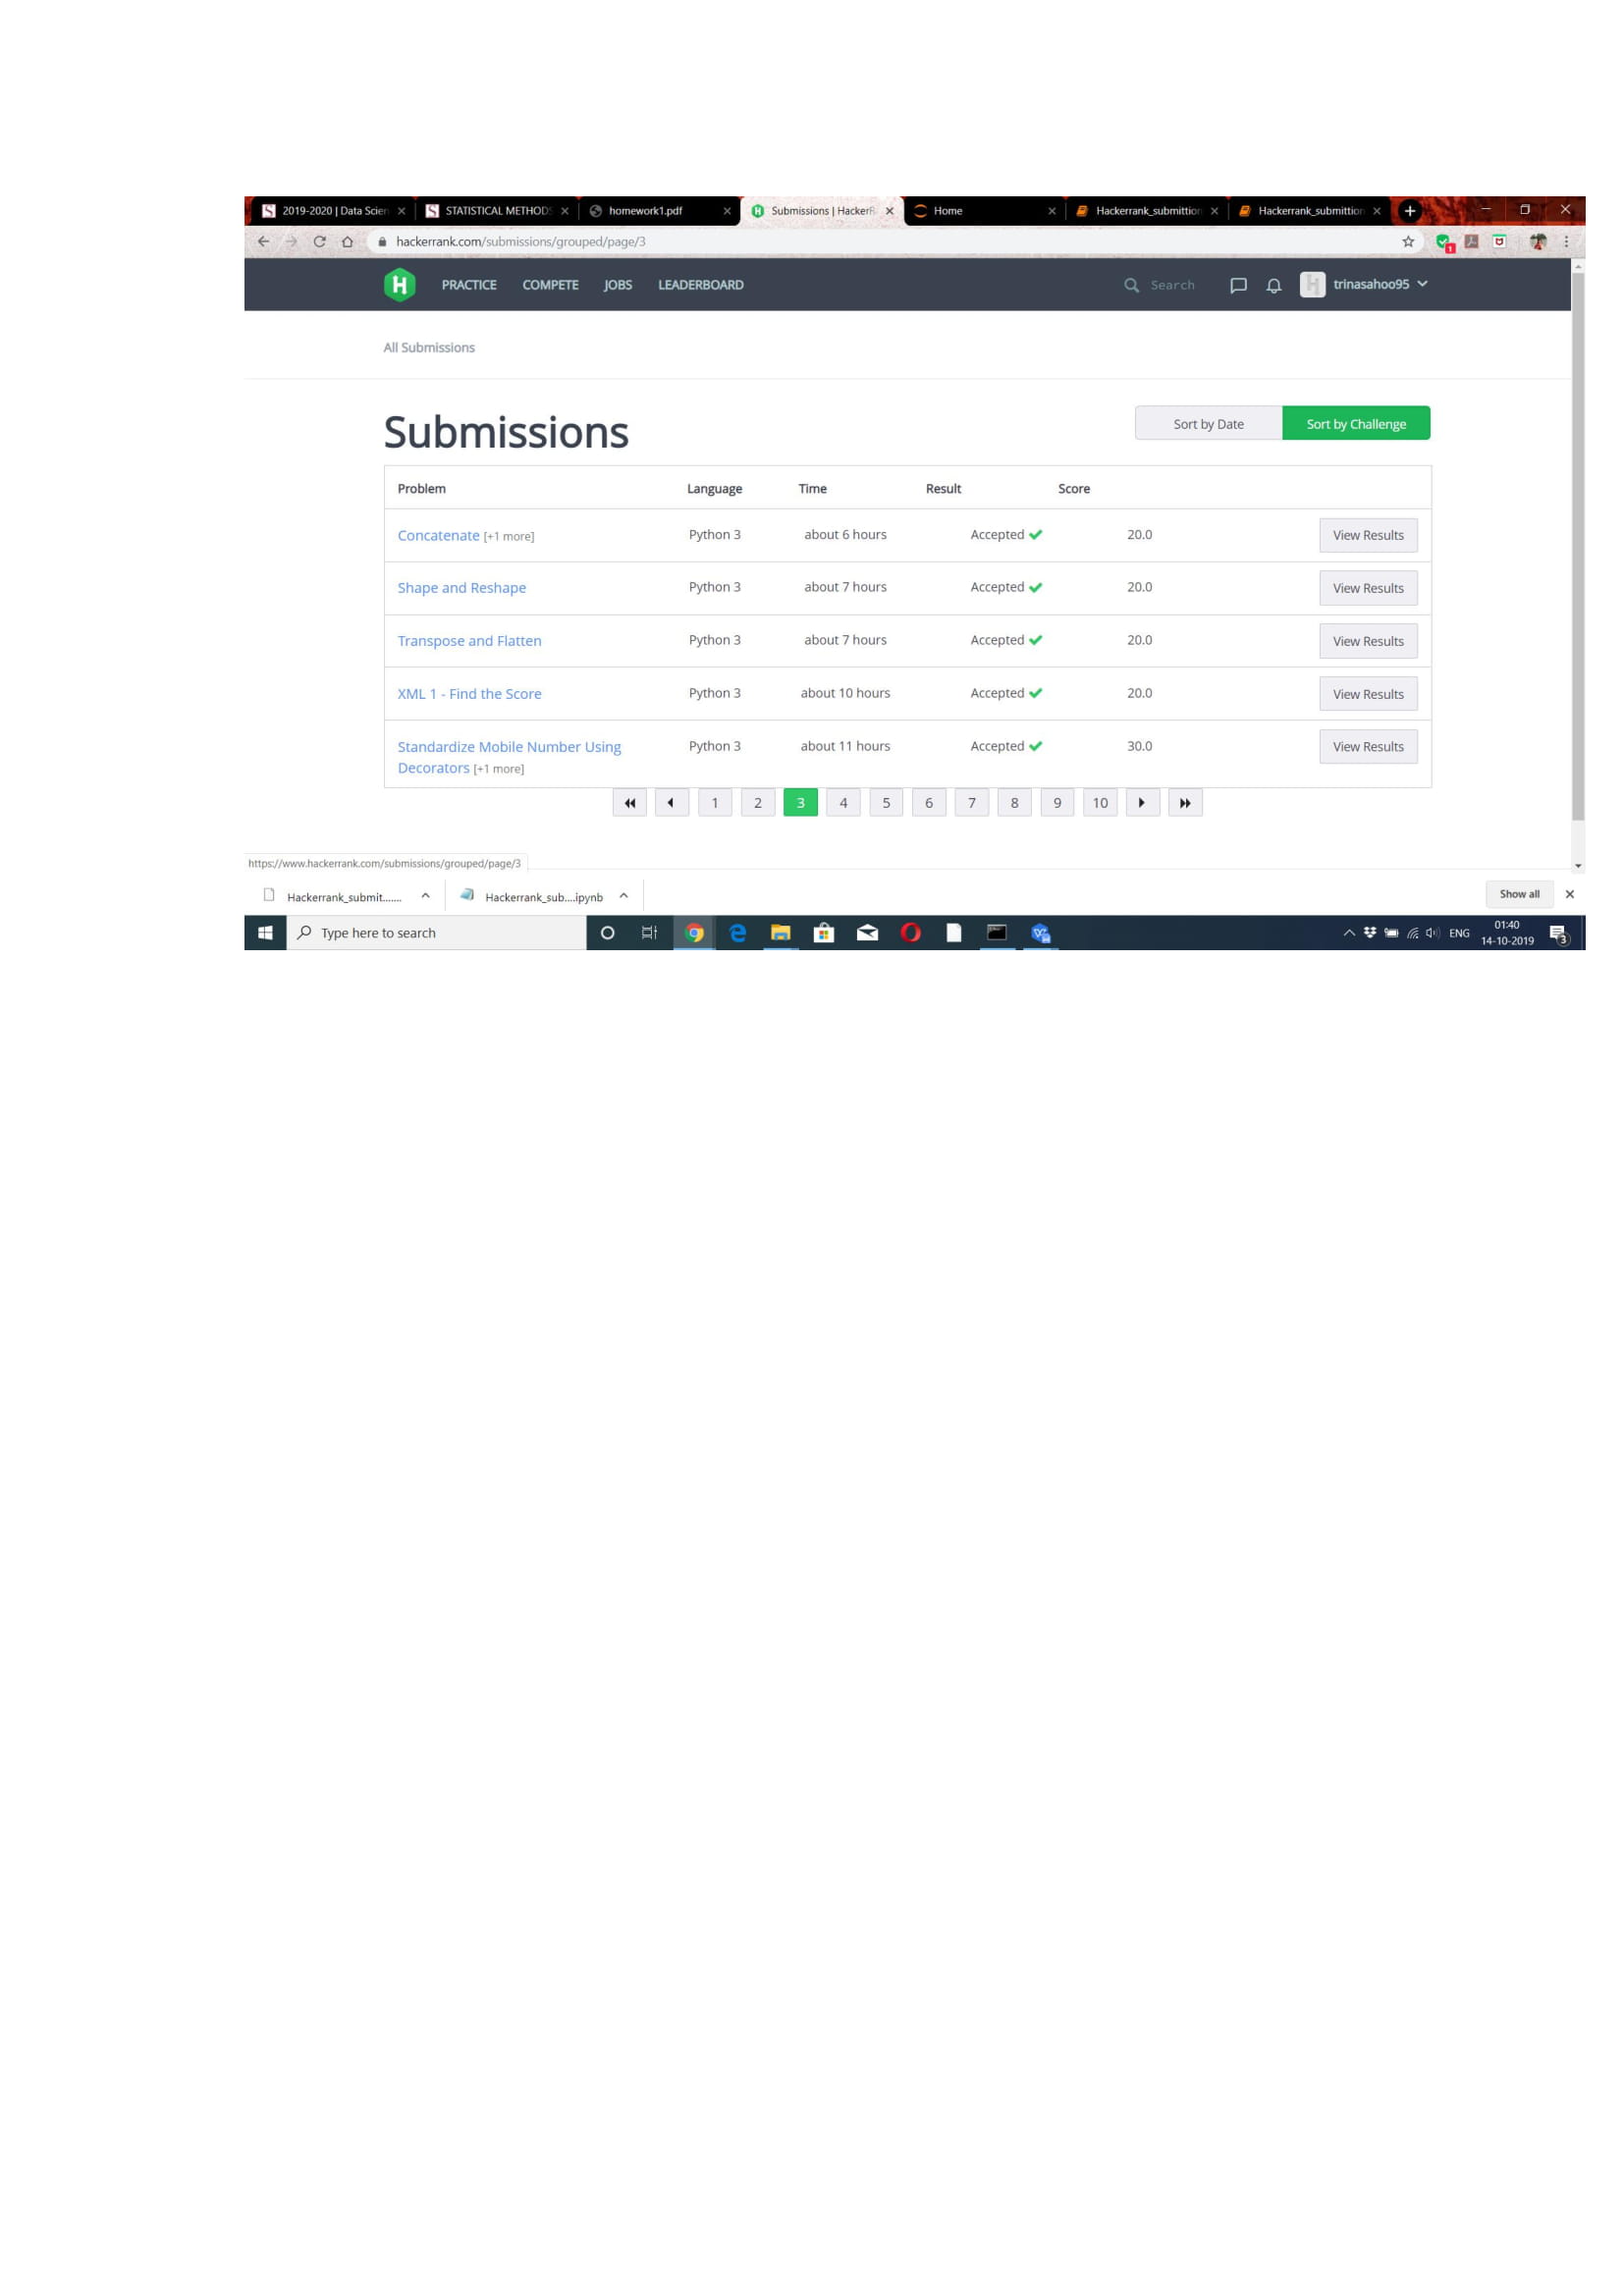 2019-2020 | Data Scien STATISTICAL METHODS homework1.pdf Submissions | HackerR Home Hackerrank_submittion Hackerrank_submittion
hackerrank.com/submissions/grouped/page/3
PRACTICE COMPETE JOBS LEADERBOARD Search trinasahoo95
All Submissions
Submissions Sort by Date Sort by Challenge
Problem Language Time Result Score
Concatenate [+1 more] Python 3 about 6 hours Accepted 20.0 View Results
Shape and Reshape Python 3 about 7 hours Accepted 20.0 View Results
Transpose and Flatten Python 3 about 7 hours Accepted 20.0 View Results
XML 1 - Find the Score Python 3 about 10 hours Accepted 20.0 View Results
Standardize Mobile Number Using Python 3 about 11 hours Accepted 30.0 View Results
Decorators [+1 more]
1 2 3 4 5 6 7 8 9 10
https://www.hackerrank.com/submissions/grouped/page/3
Hackerrank_submit....... Hackerrank_sub....ipynb Show all
Type here to search ENG 01:40
14-10-2019 3